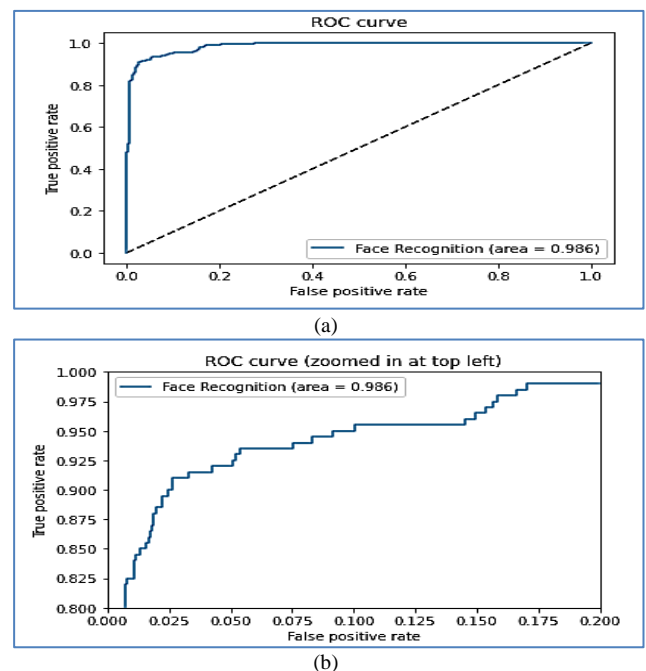 ROC curve
1.0
0.8
0.6
0.4
0.2
0.0
True positive rate
Face Recognition (area = 0.986)
0.0 0.2 0.4 0.6 0.8 1.0
False positive rate
(a)
ROC curve (zoomed in at top left)
1.000
Face Recognition (area = 0.986)
0.975
0.950
0.925
0.900
0.875
0.850
0.825
0.800
True positive rate
0.000 0.025 0.050 0.075 0.100 0.125 0.150 0.175 0.200
False positive rate
(b)